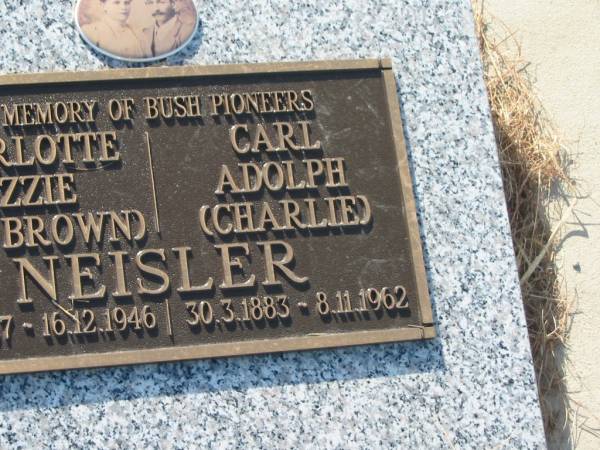 MEMORY OF BUSH PIONEERS
RLOTTE
ZZIE
BROWN)
CARL
ADOLPH
(CHARLIE)
NEISLER
7 - 16.12.1946
30.3.1883 - 8.11.1962